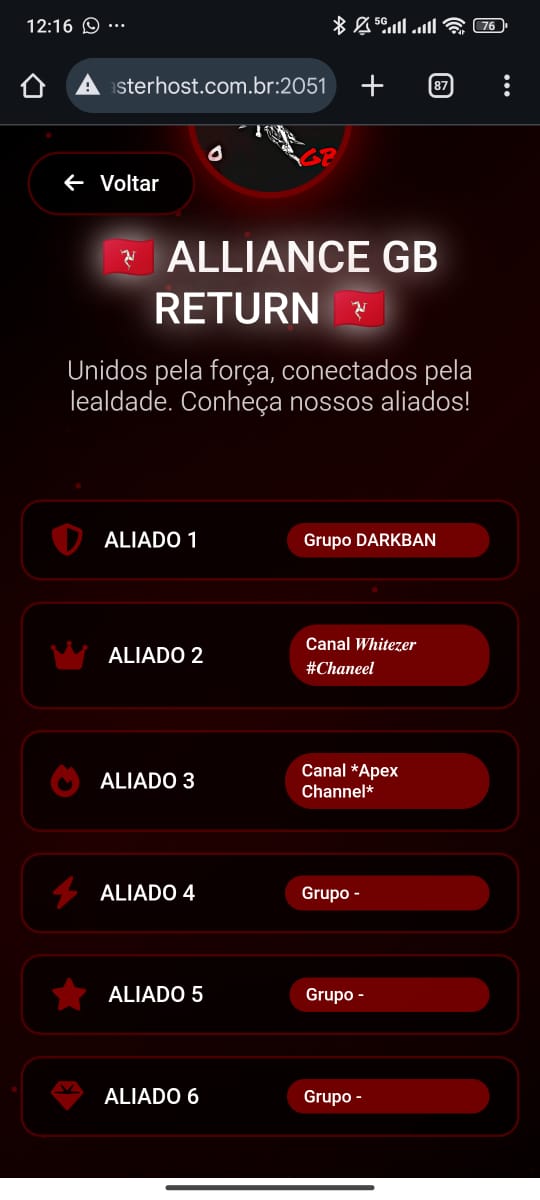 12:16
5G
76
asterhost.com.br:2051
87
GB
Voltar
🇮🇲 ALLIANCE GB
RETURN 🇮🇲
Unidos pela força, conectados pela
lealdade. Conheça nossos aliados!
ALIADO 1
Grupo DARKBAN
ALIADO 2
Canal 𝑾𝒉𝒊𝒕𝒆𝒛𝒆𝒓
#𝑪𝒉𝒂𝒏𝒆𝒆𝒍
ALIADO 3
Canal *Apex
Channel*
ALIADO 4
Grupo -
ALIADO 5
Grupo -
ALIADO 6
Grupo -